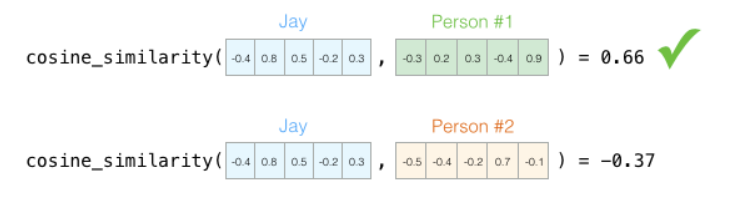 Jay Person #1
cosine_similarity( -0.4 0.8 0.5 -0.2 0.3 , -0.3 0.2 0.3 -0.4 0.9 ) = 0.66
Jay Person #2
cosine_similarity( -0.4 0.8 0.5 -0.2 0.3 , -0.5 -0.4 -0.2 0.7 -0.1 ) = -0.37